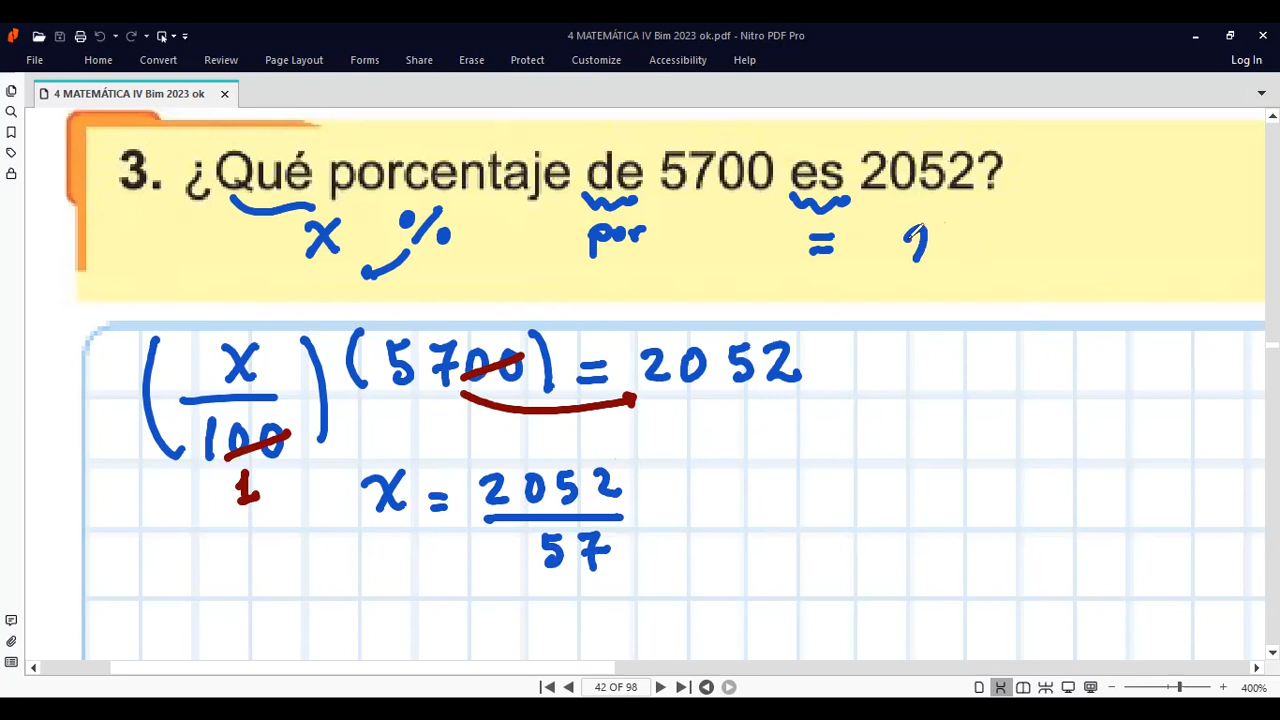 4 MATEMÁTICA IV Bim 2023 ok.pdf - Nitro PDF Pro
File Home Convert Review Page Layout Forms Share Erase Protect Customize Accessibility Help Log In
4 MATEMÁTICA IV Bim 2023 ok
3. ¿Qué porcentaje de 5700 es 2052?
x % por =
(x/100) (5700) = 2052
1
x = 2052/57
42 OF 98
400%